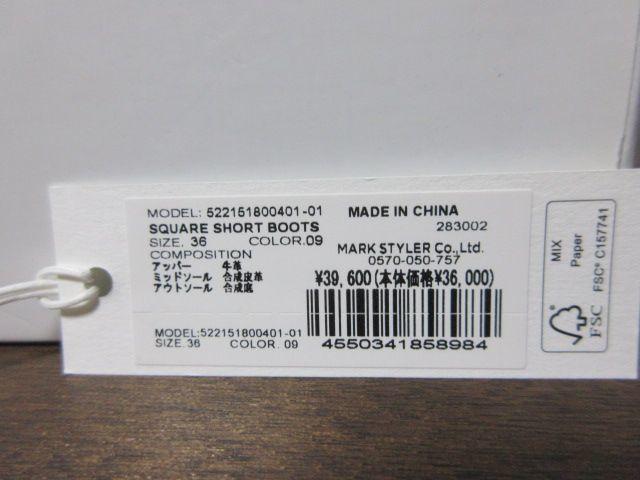 MODEL: 522151800401-01
MADE IN CHINA
SQUARE SHORT BOOTS
283002
SIZE. 36 COLOR.09
MARK STYLER Co.,Ltd.
COMPOSITION
0570-050-757
アッパー 牛革
ミッドソール 合成皮革
アウトソール 合成底
¥39,600(本体価格¥36,000)
MODEL:522151800401-01
SIZE. 36 COLOR. 09
4550341858984
MIX
Paper
FSC® C157741
FSC